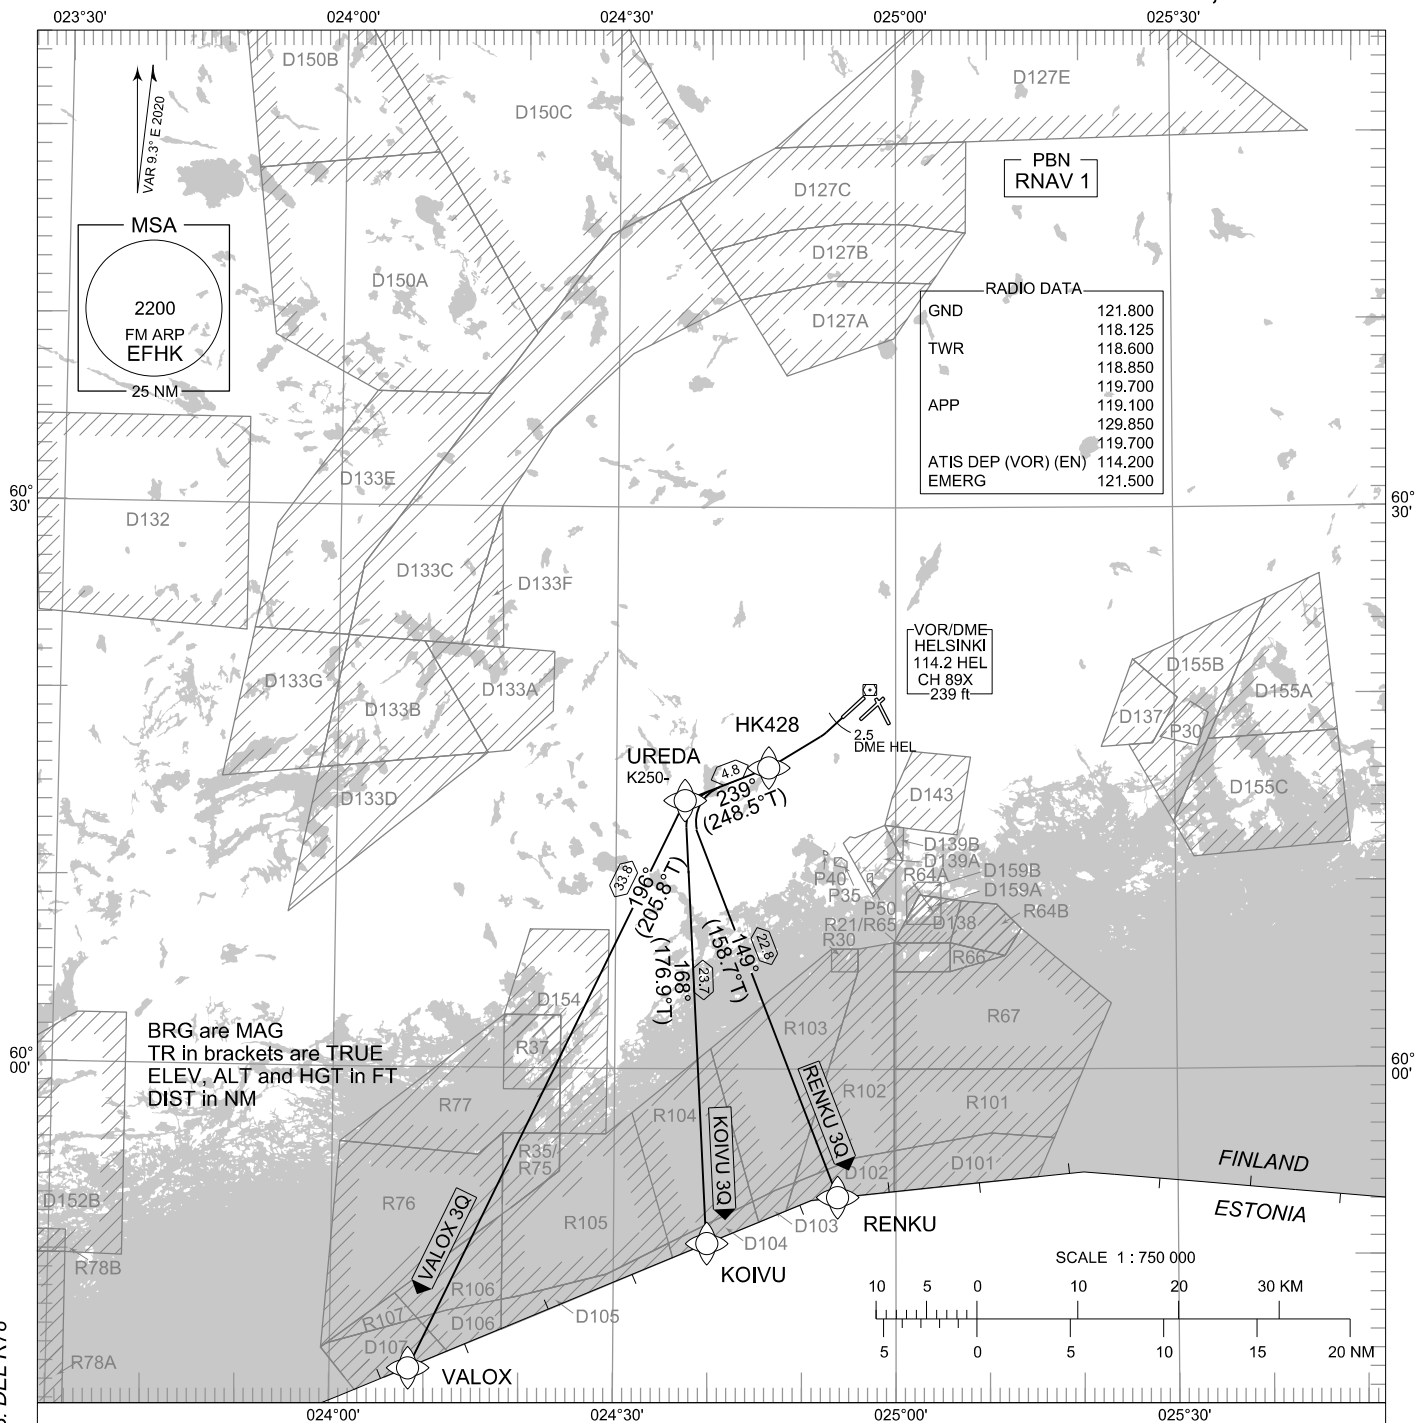 023°30'
024°00'
024°30'
025°00'
025°30'
D150B
D150C
D127E
VAR 9.3° E 2020
PBN
RNAV 1
D127C
MSA
2200
FM ARP
EFHK
25 NM
D150A
D127B
D127A
RADIO DATA
GND 121.800
118.125
TWR 118.600
118.850
119.700
APP 119.100
129.850
119.700
ATIS DEP (VOR) (EN) 114.200
EMERG 121.500
D133E
60°
30'
60°
30'
D132
D133C
D133F
VOR/DME
HELSINKI
114.2 HEL
CH 89X
239 ft
D133G
D133A
D133B
D155B
D155A
D137
P30
HK428
2.5
DME HEL
UREDA
K250-
4.8
239°
(248.5°T)
D133D
D143
D155C
D139B
D139A
R64A
D159B
D159A
P40
P35
P50
R21/R65
R30
D138
R64B
R66
33.8
196°
(205.8°T)
168°
(176.9°T)
23.7
149°
(158.7°T)
22.8
D154
R37
R103
R67
BRG are MAG
TR in brackets are TRUE
ELEV, ALT and HGT in FT
DIST in NM
60°
00'
60°
00'
R77
R104
R102
R101
KOIVU 3Q
RENKU 3Q
R35/
R75
D102
D101
FINLAND
ESTONIA
D152B
R76
VALOX 3Q
R105
D103
D104
RENKU
KOIVU
R78B
R106
R107
D106
D105
D107
R78A
VALOX
SCALE 1 : 750 000
10 5 0 10 20 30 KM
5 0 5 10 15 20 NM
DEL R78
024°00'
024°30'
025°00'
025°30'